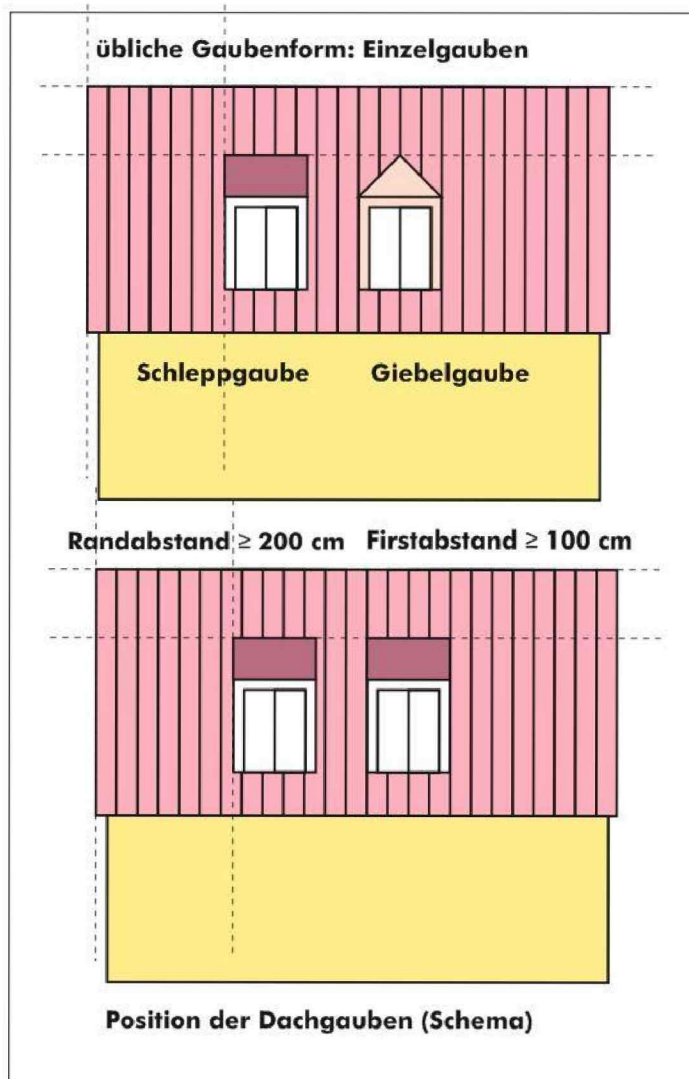 übliche Gaubenform: Einzelgauben
Schleppgaube Giebelgaube
Randabstand ≥ 200 cm Firstabstand ≥ 100 cm
Position der Dachgauben (Schema)